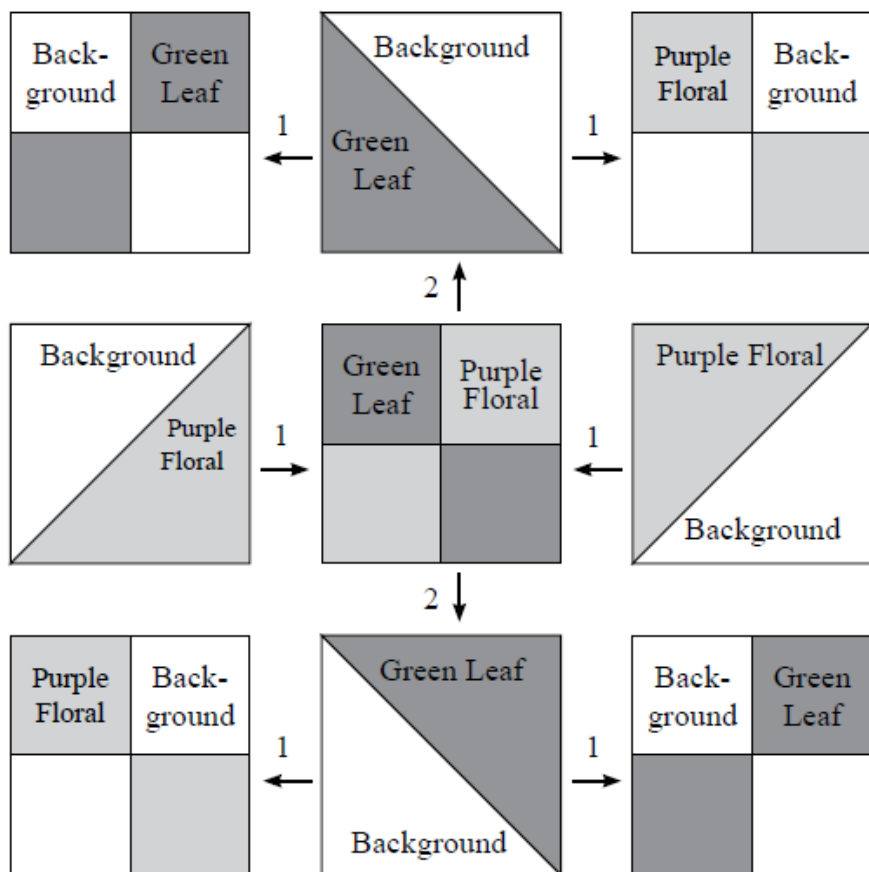 Back-
ground
Green
Leaf
Background
Green
Leaf
Purple
Floral
Back-
ground
1
1
2
Background
Purple
Floral
Green
Leaf
Purple
Floral
Purple Floral
Background
1
1
2
Purple
Floral
Back-
ground
Green Leaf
Background
Back-
ground
Green
Leaf
1
1